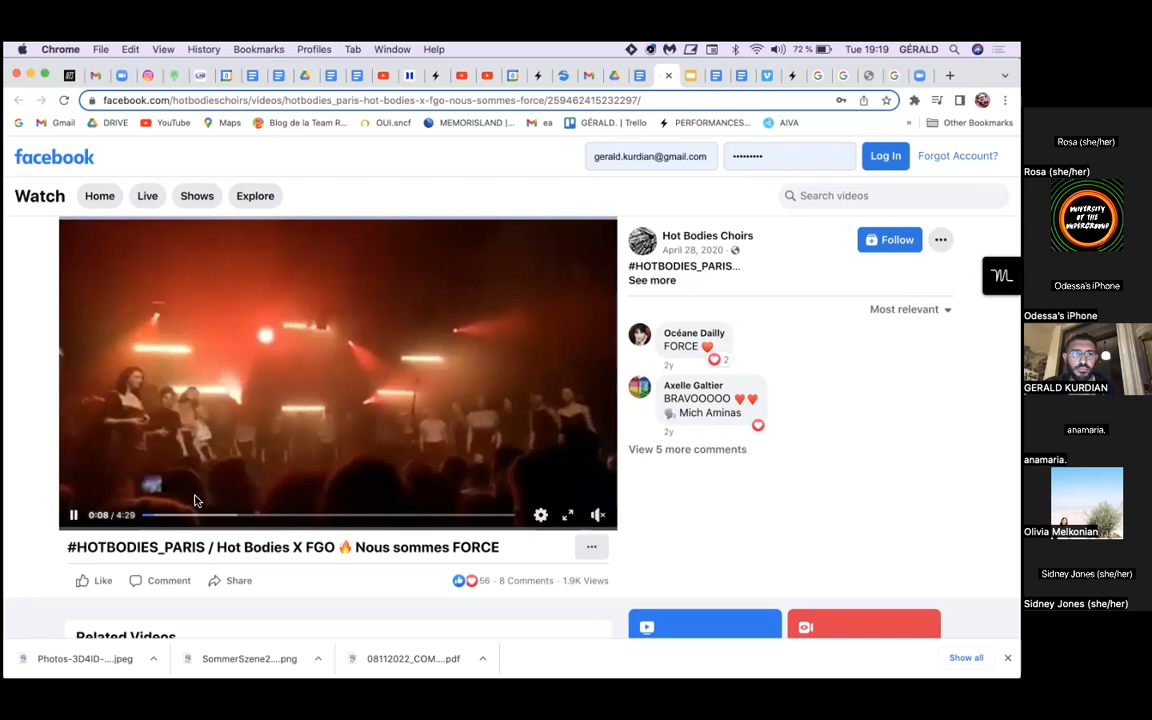 Chrome File Edit View History Bookmarks Profiles Tab Window Help 72 % Tue 19:19 GÉRALD
facebook.com/hotbodieschoirs/videos/hotbodies_paris-hot-bodies-x-fgo-nous-sommes-force/259462415232297/
Gmail DRIVE YouTube Maps Blog de la Team R... OUI.sncf MEMORISLAND |... ea GÉRALD. | Trello PERFORMANCES... AIVA » Other Bookmarks
facebook gerald.kurdian@gmail.com ••••••••• Log In Forgot Account?
Watch Home Live Shows Explore Search videos
Hot Bodies Choirs
April 28, 2020 ·
Follow
#HOTBODIES_PARIS...
See more
Most relevant
Océane Dailly
FORCE ❤️
2
2y
Axelle Galtier
BRAVOOOOO ❤️❤️
🗣 Mich Aminas
2y
View 5 more comments
0:08 / 4:29
#HOTBODIES_PARIS / Hot Bodies X FGO 🔥 Nous sommes FORCE
Like Comment Share 56 · 8 Comments · 1.9K Views
Related Videos
Photos-3D4ID-....jpeg SommerSzene2....png 08112022_COM....pdf Show all
Rosa (she/her)
Rosa (she/her)
UNIVERSITY
OF THE
UNDERGROUND
Odessa's iPhone
Odessa's iPhone
GERALD KURDIAN
anamaria.
anamaria.
Olivia Melkonian
Sidney Jones (she/her)
Sidney Jones (she/her)